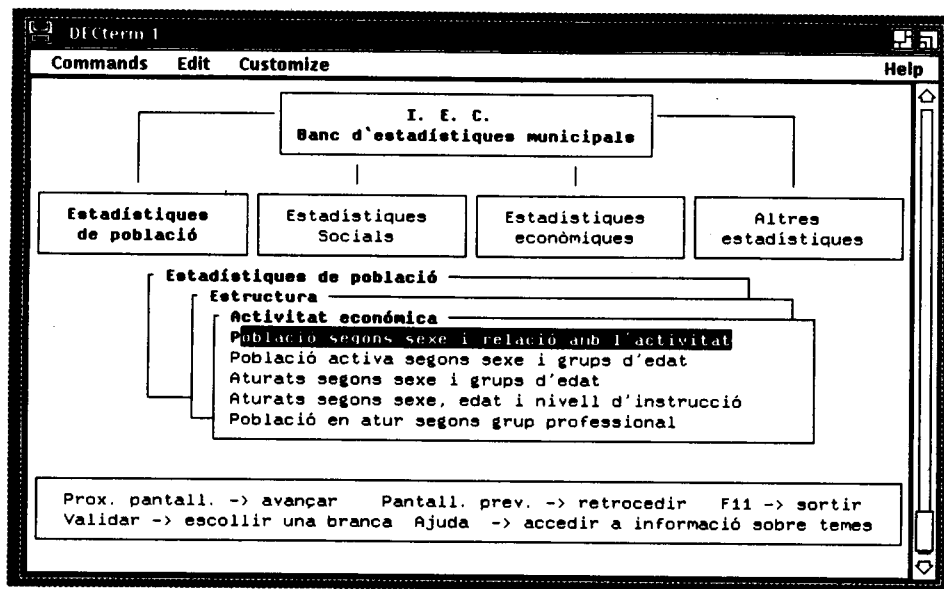 DECterm 1
Commands Edit Customize Help
I. E. C.
Banc d`estadístiques municipals
Estadístiques
de població
Estadístiques
Socials
Estadístiques
econòmiques
Altres
estadístiques
Estadístiques de població
Estructura
Activitat económica
Població segons sexe i relació amb l'activitat
Població activa segons sexe i grups d'edat
Aturats segons sexe i grups d'edat
Aturats segons sexe, edat i nivell d'instrucció
Població en atur segons grup professional
Prox. pantall. -> avançar Pantall. prev. -> retrocedir F11 -> sortir
Validar -> escollir una branca Ajuda -> accedir a informació sobre temes